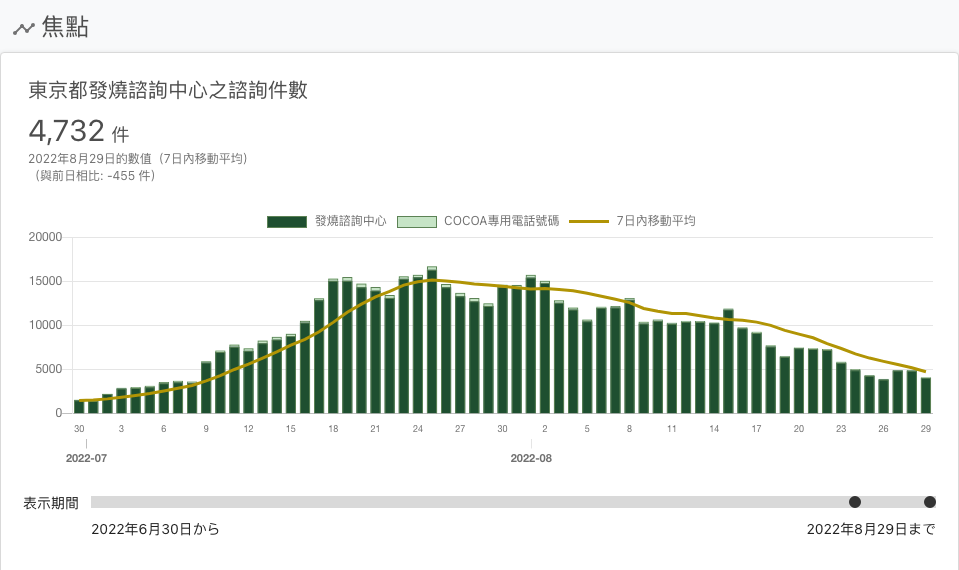 焦點
東京都發燒諮詢中心之諮詢件數
4,732 件
2022年8月29日的數值（7日內移動平均）
（與前日相比: -455 件）
發燒諮詢中心 COCOA專用電話號碼 7日內移動平均
20000
15000
10000
5000
0
30 3 6 9 12 15 18 21 24 27 30 2 5 8 11 14 17 20 23 26 29
2022-07 2022-08
表示期間
2022年6月30日から 2022年8月29日まで